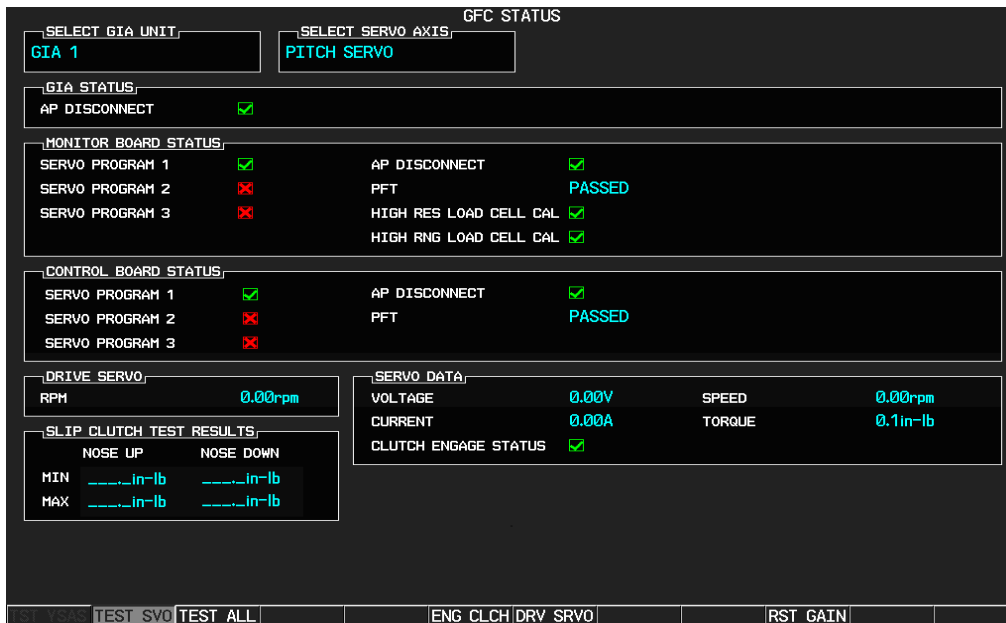 GFC STATUS
SELECT GIA UNIT SELECT SERVO AXIS
GIA 1 PITCH SERVO
GIA STATUS
AP DISCONNECT
MONITOR BOARD STATUS
SERVO PROGRAM 1 AP DISCONNECT
SERVO PROGRAM 2 PFT PASSED
SERVO PROGRAM 3 HIGH RES LOAD CELL CAL
HIGH RNG LOAD CELL CAL
CONTROL BOARD STATUS
SERVO PROGRAM 1 AP DISCONNECT
SERVO PROGRAM 2 PFT PASSED
SERVO PROGRAM 3
DRIVE SERVO
RPM 0.00rpm
SERVO DATA
VOLTAGE 0.00V SPEED 0.00rpm
CURRENT 0.00A TORQUE 0.1in-lb
CLUTCH ENGAGE STATUS
SLIP CLUTCH TEST RESULTS
NOSE UP NOSE DOWN
MIN ___._in-lb ___._in-lb
MAX ___._in-lb ___._in-lb
TST YSAS TEST SVO TEST ALL ENG CLCH DRV SRVO RST GAIN